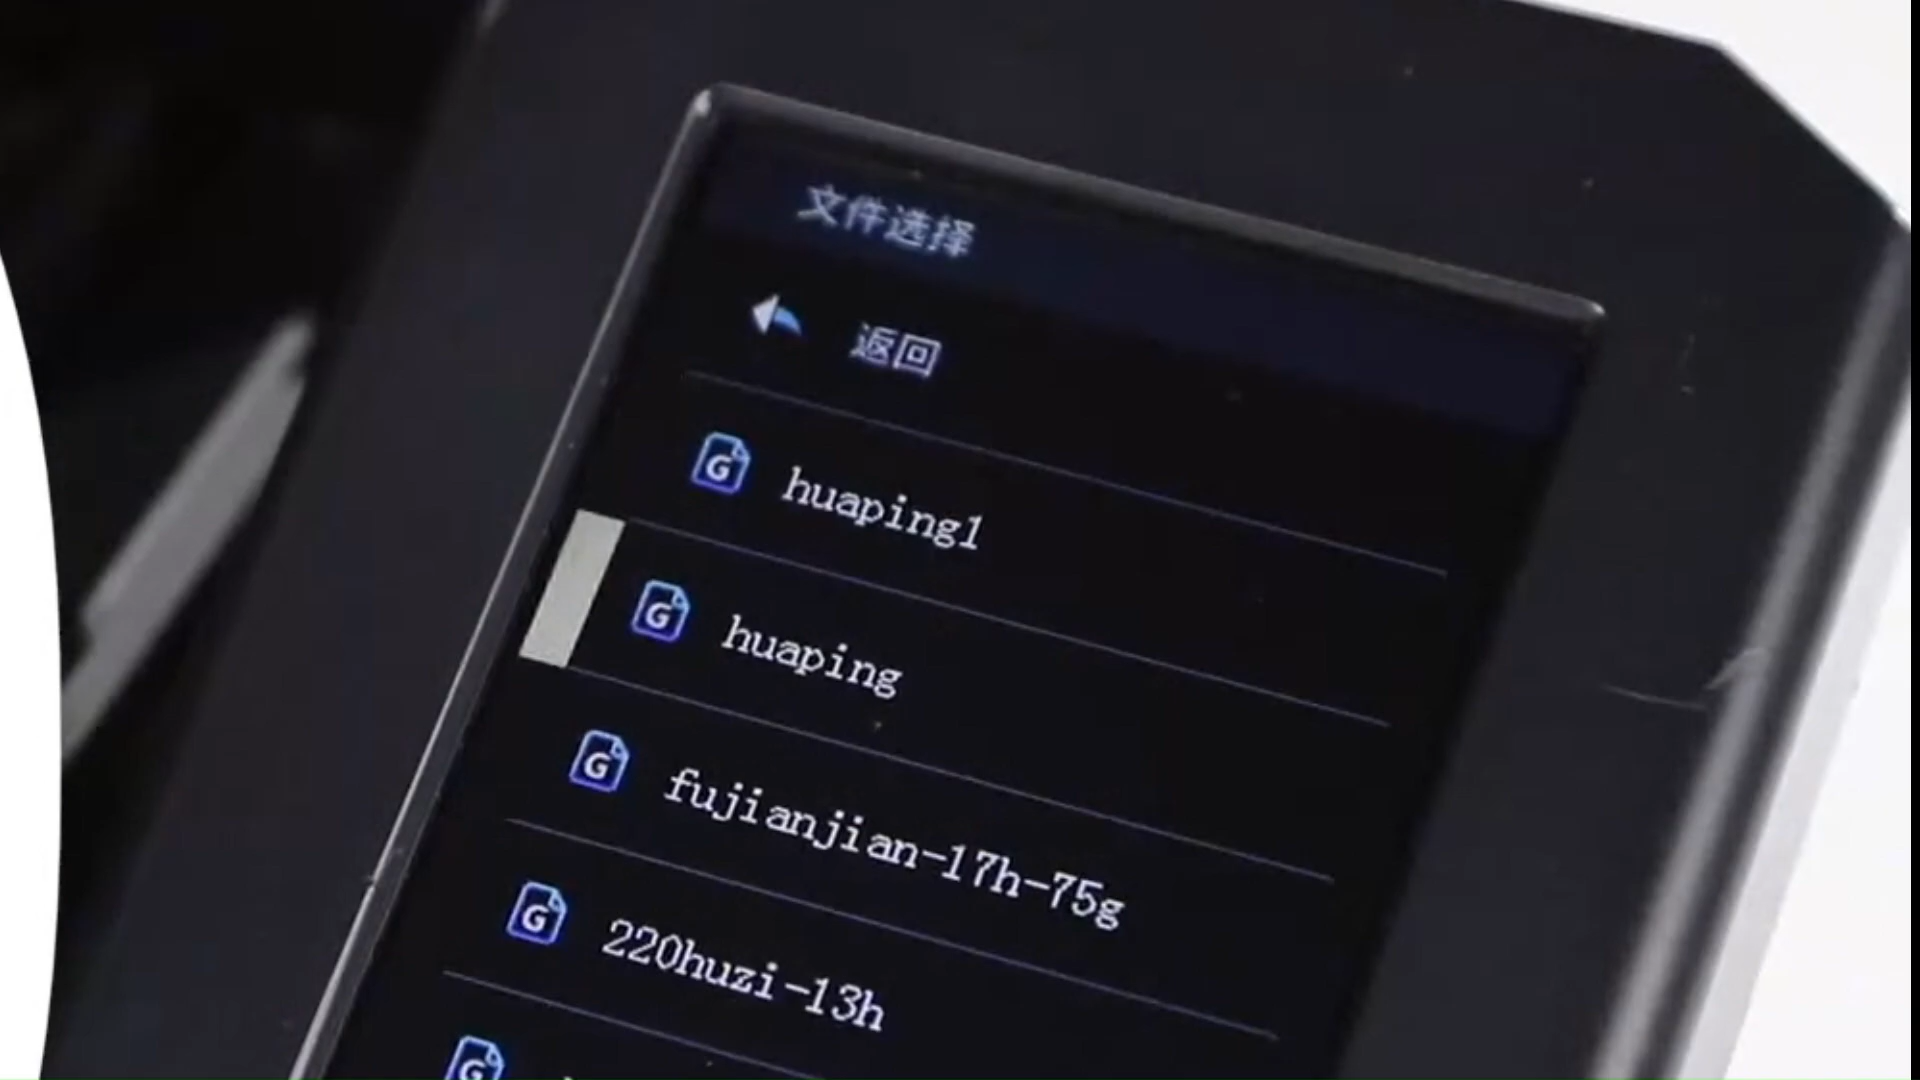 文件选择
返回
huaping1
huaping
fujianjian-17h-75g
220huzi-13h